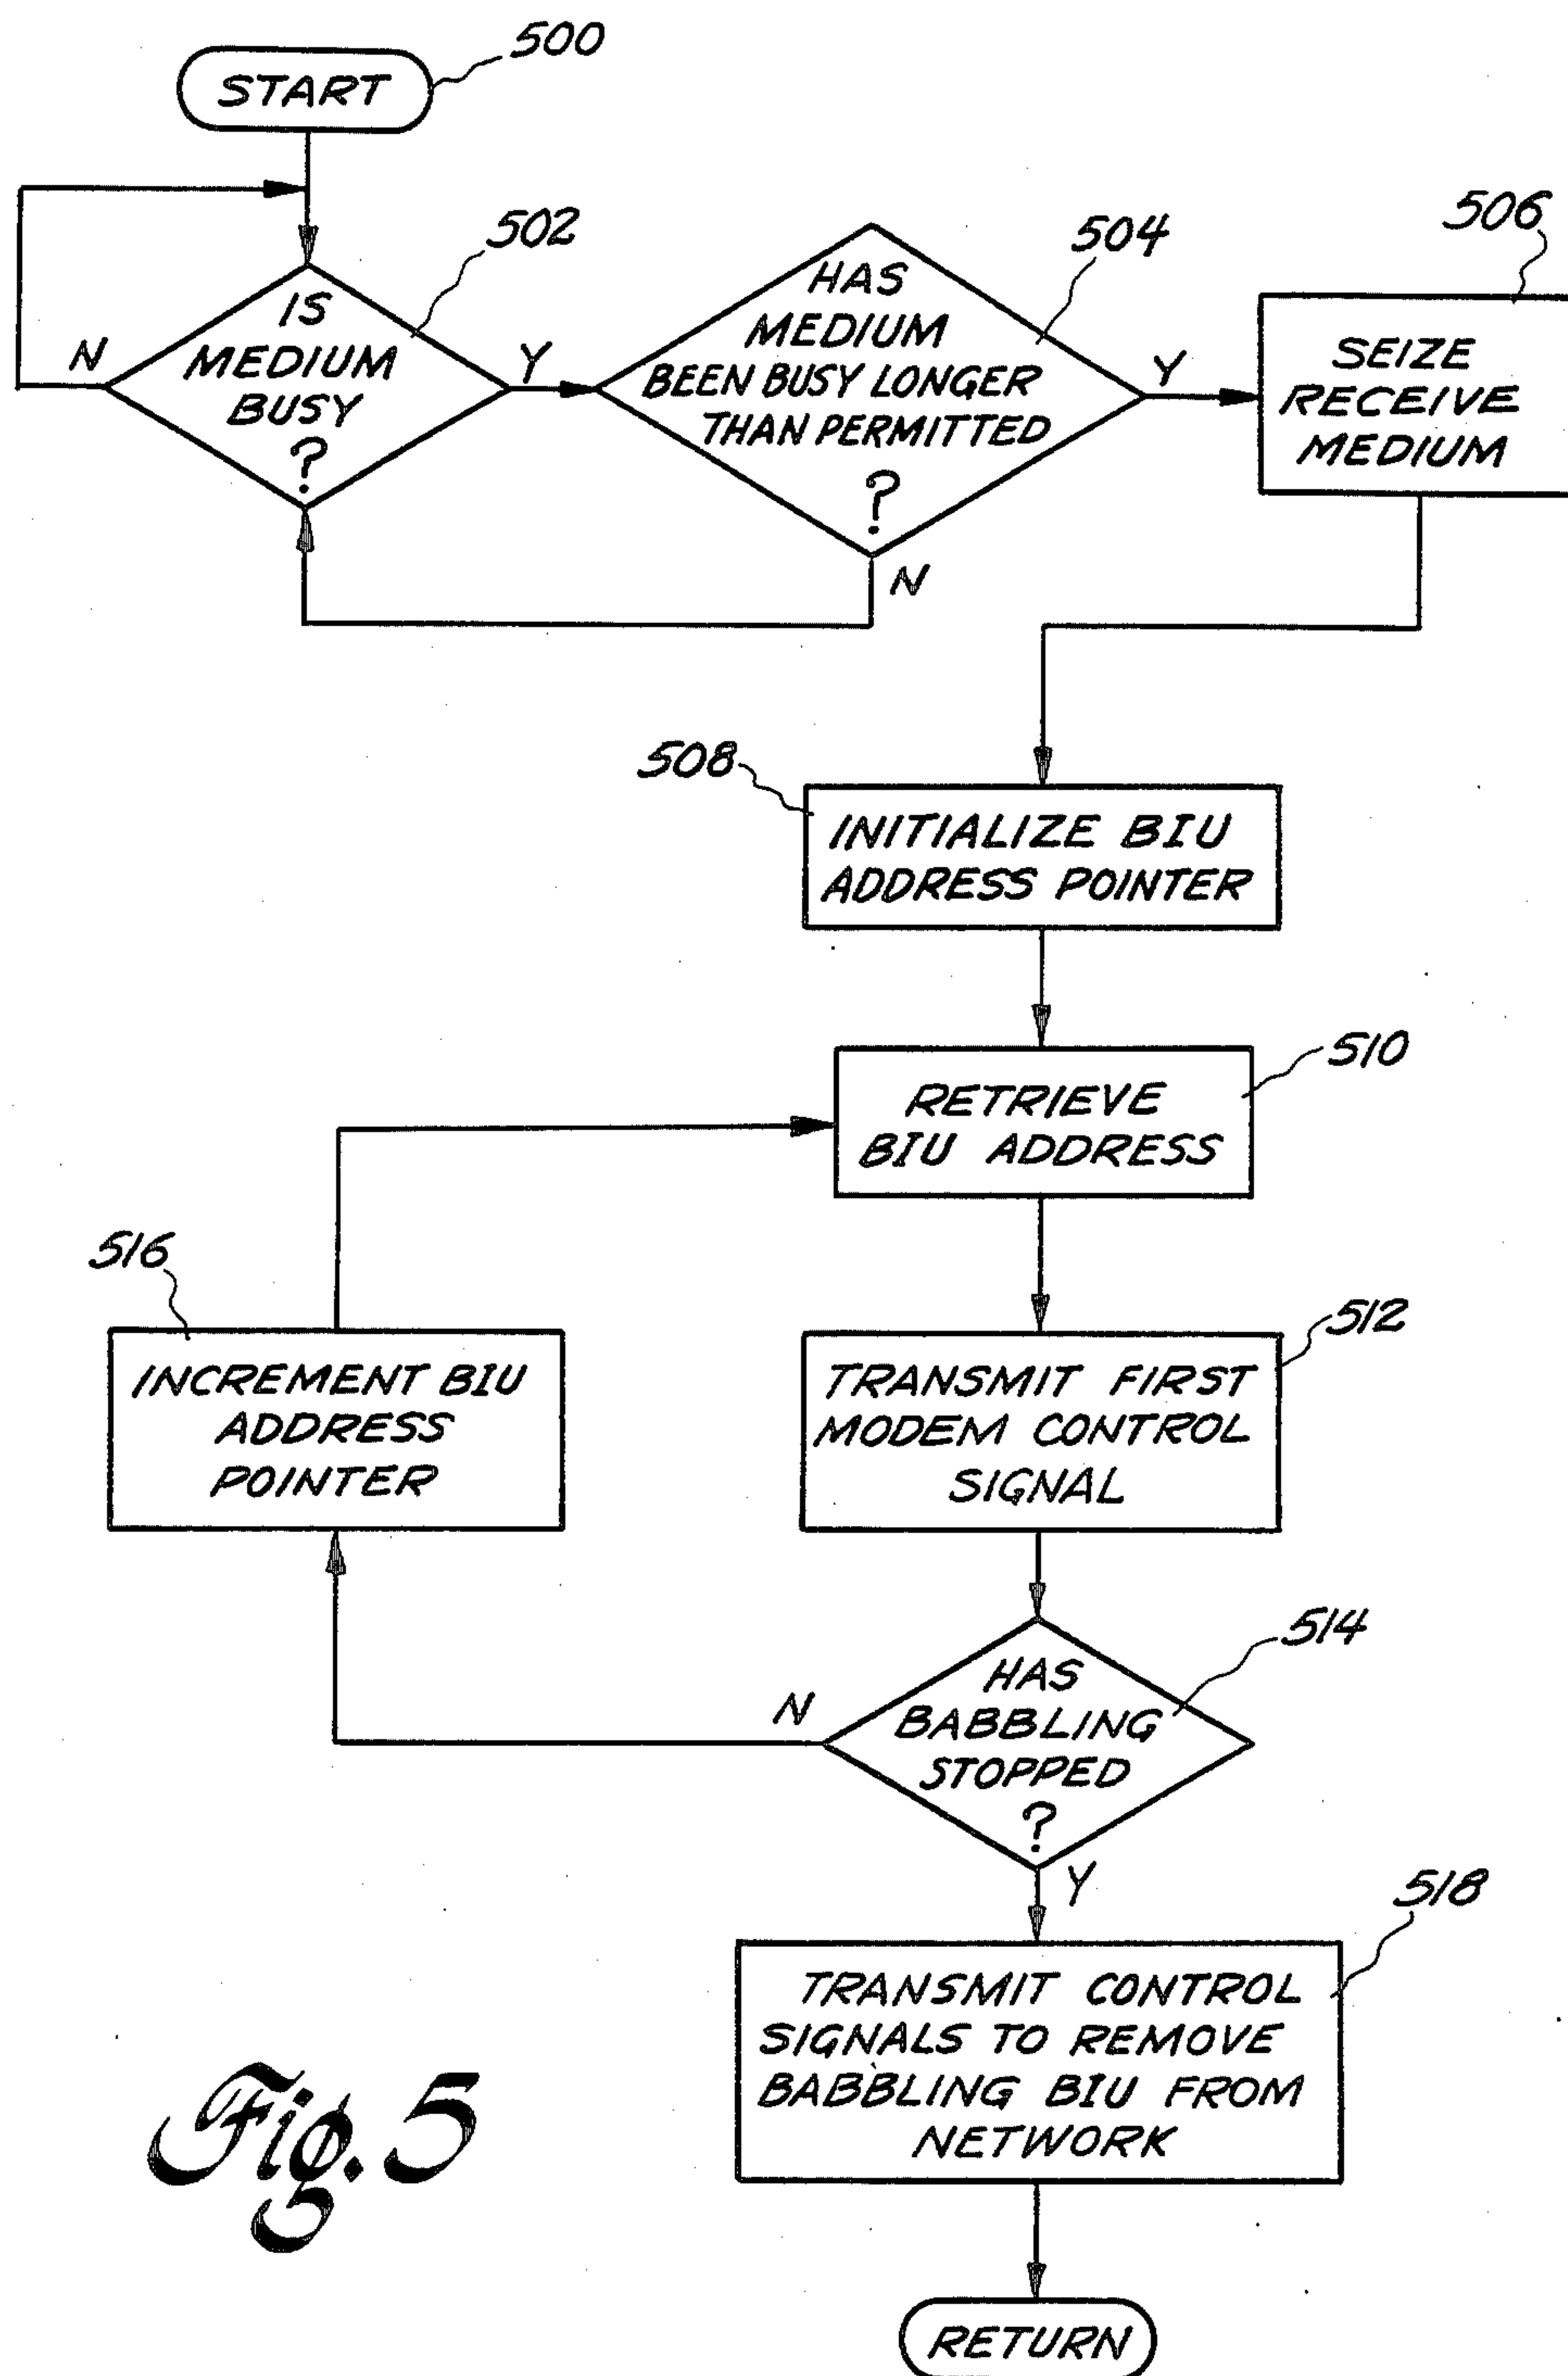 START
500
502
IS
MEDIUM
BUSY
?
N
Y
504
HAS
MEDIUM
BEEN BUSY LONGER
THAN PERMITTED
?
Y
N
506
SEIZE
RECEIVE
MEDIUM
508
INITIALIZE BIU
ADDRESS POINTER
510
RETRIEVE
BIU ADDRESS
516
INCREMENT BIU
ADDRESS
POINTER
512
TRANSMIT FIRST
MODEM CONTROL
SIGNAL
514
HAS
BABBLING
STOPPED
?
N
Y
518
TRANSMIT CONTROL
SIGNALS TO REMOVE
BABBLING BIU FROM
NETWORK
RETURN
Fig. 5